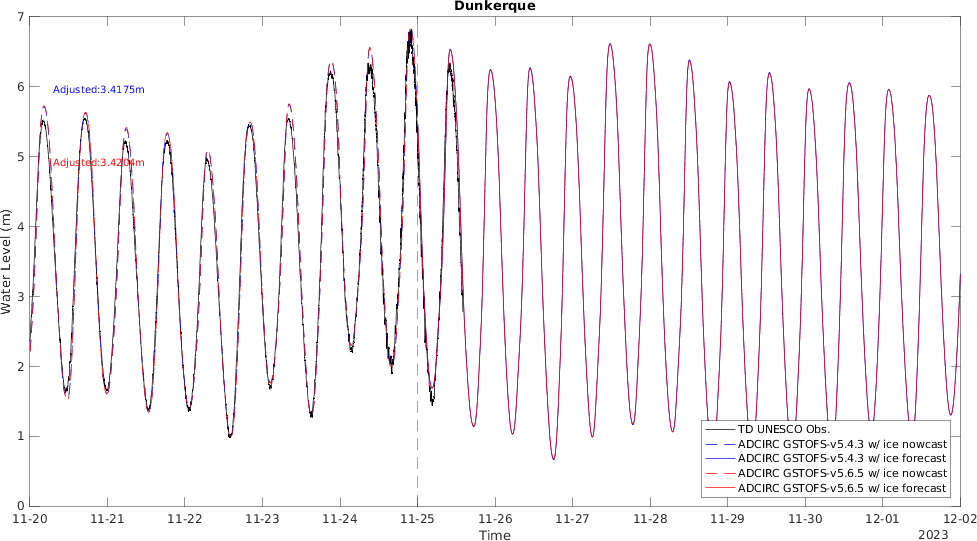 Dunkerque
7
6
5
4
3
2
1
0
Water Level (m)
Adjusted:3.4175m
Adjusted:3.4204m
TD UNESCO Obs.
ADCIRC GSTOFS-v5.4.3 w/ ice nowcast
ADCIRC GSTOFS-v5.4.3 w/ ice forecast
ADCIRC GSTOFS-v5.6.5 w/ ice nowcast
ADCIRC GSTOFS-v5.6.5 w/ ice forecast
11-20 11-21 11-22 11-23 11-24 11-25 11-26 11-27 11-28 11-29 11-30 12-01 12-02
Time
2023